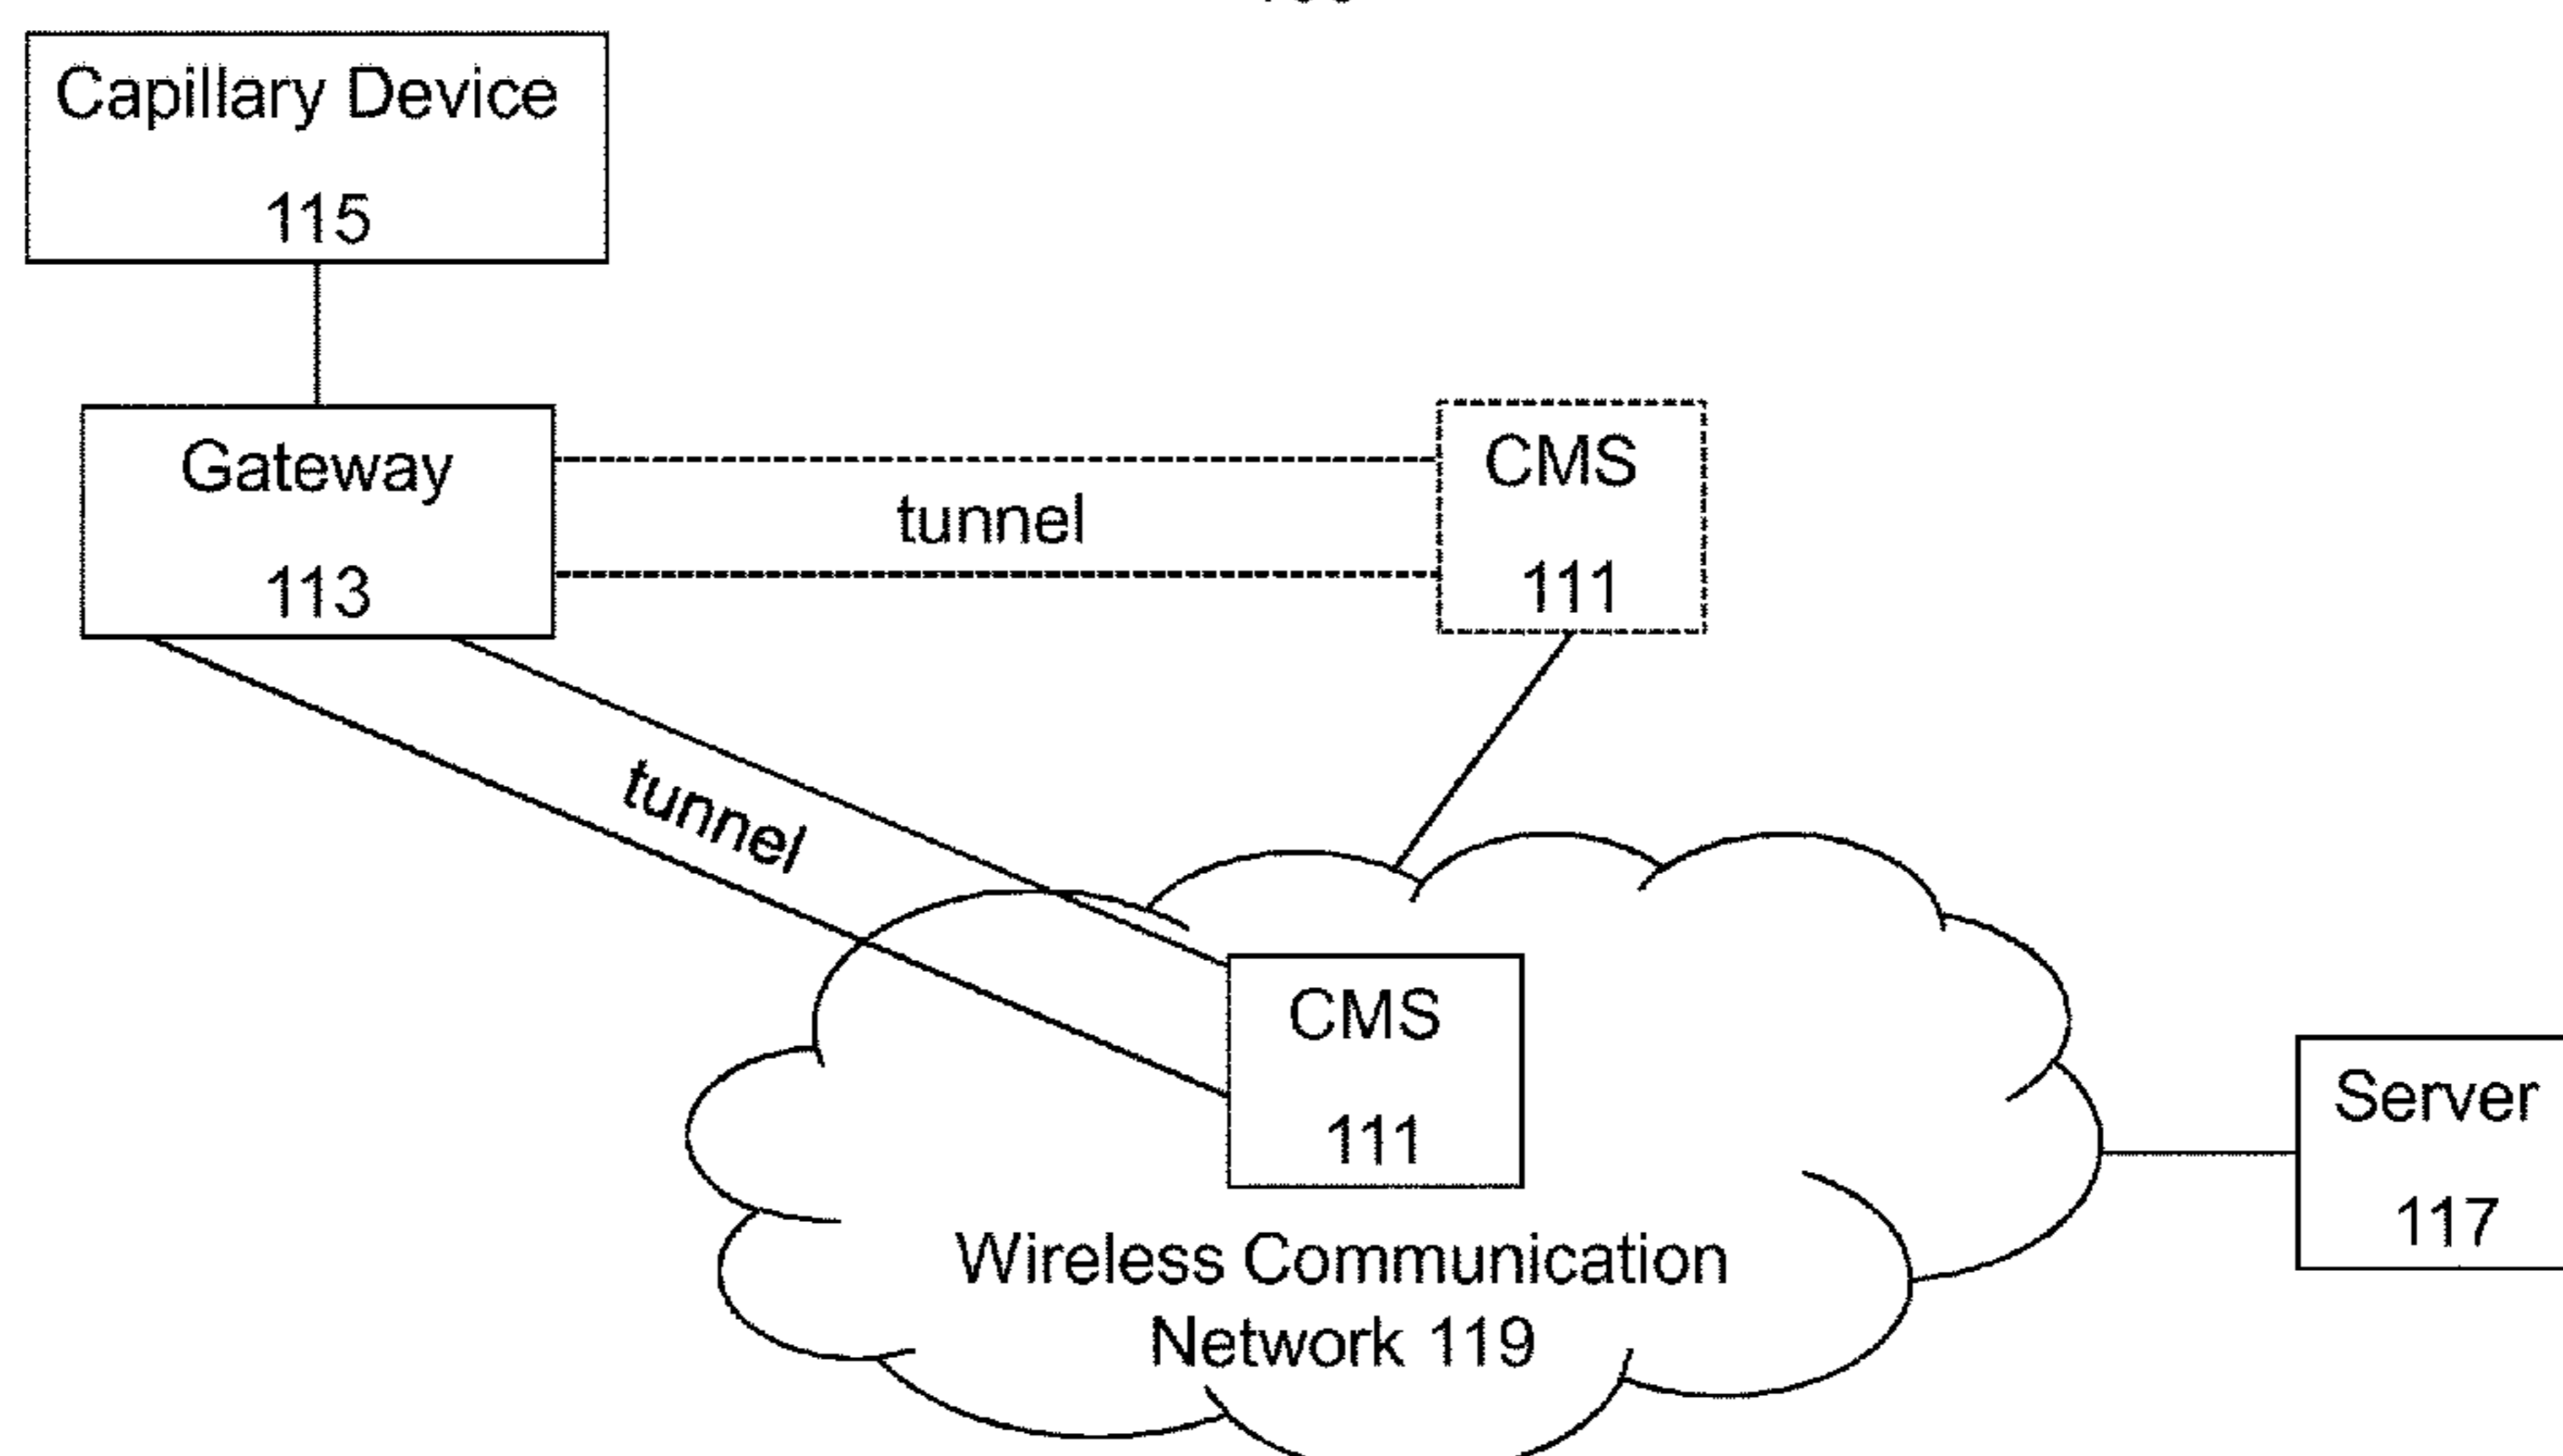 Capillary Device
115
Gateway
113
tunnel
CMS
111
tunnel
CMS
111
Wireless Communication
Network 119
Server
117